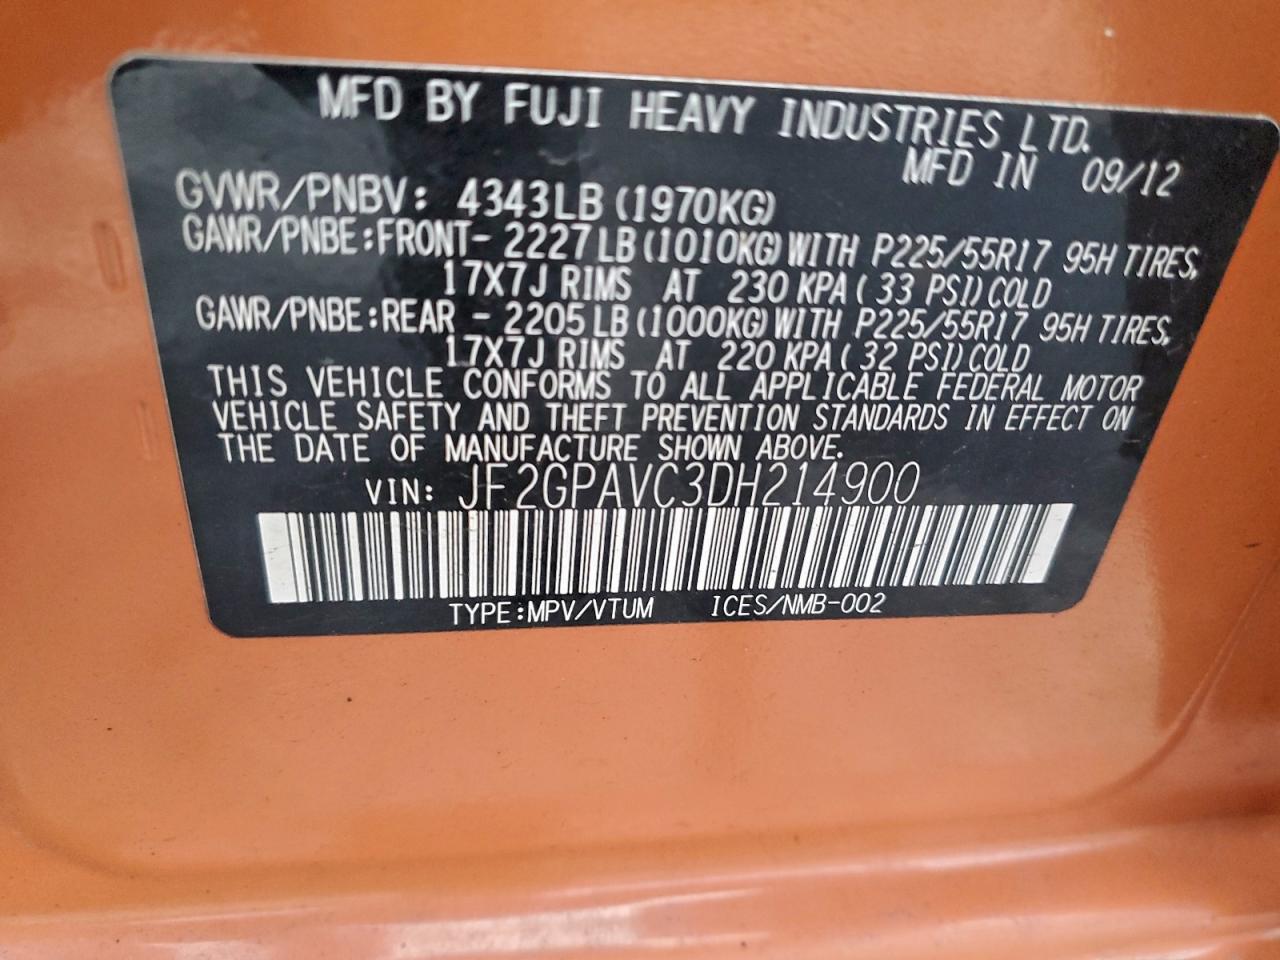 MFD BY FUJI HEAVY INDUSTRIES LTD.
MFD IN 09/12
GVWR/PNBV: 4343LB (1970KG)
GAWR/PNBE:FRONT- 2227LB(1010KG)WITH P225/55R17 95H TIRES,
17X7J RIMS AT 230 KPA( 33 PSI)COLD
GAWR/PNBE:REAR - 2205LB(1000KG)WITH P225/55R17 95H TIRES,
17X7J RIMS AT 220 KPA( 32 PSI)COLD
THIS VEHICLE CONFORMS TO ALL APPLICABLE FEDERAL MOTOR
VEHICLE SAFETY AND THEFT PREVENTION STANDARDS IN EFFECT ON
THE DATE OF MANUFACTURE SHOWN ABOVE.
VIN: JF2GPAVC3DH214900
TYPE:MPV/VTUM ICES/NMB-002